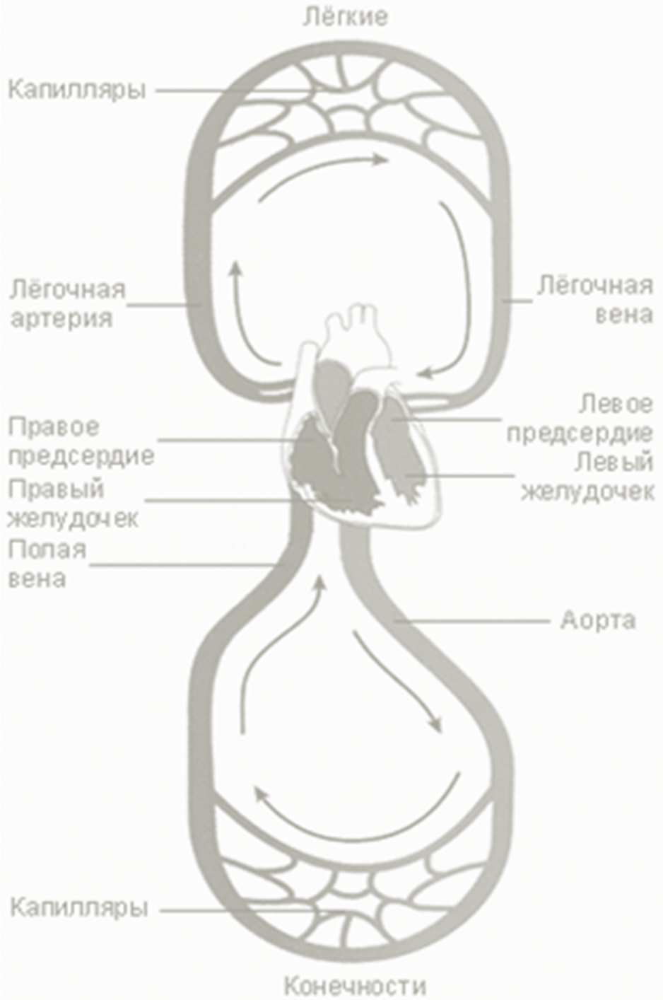 Лёгкие
Капилляры
Лёгочная
артерия
Лёгочная
вена
Правое
предсердие
Правый
желудочек
Полая
вена
Левое
предсердие
Левый
желудочек
Аорта
Капилляры
Конечности